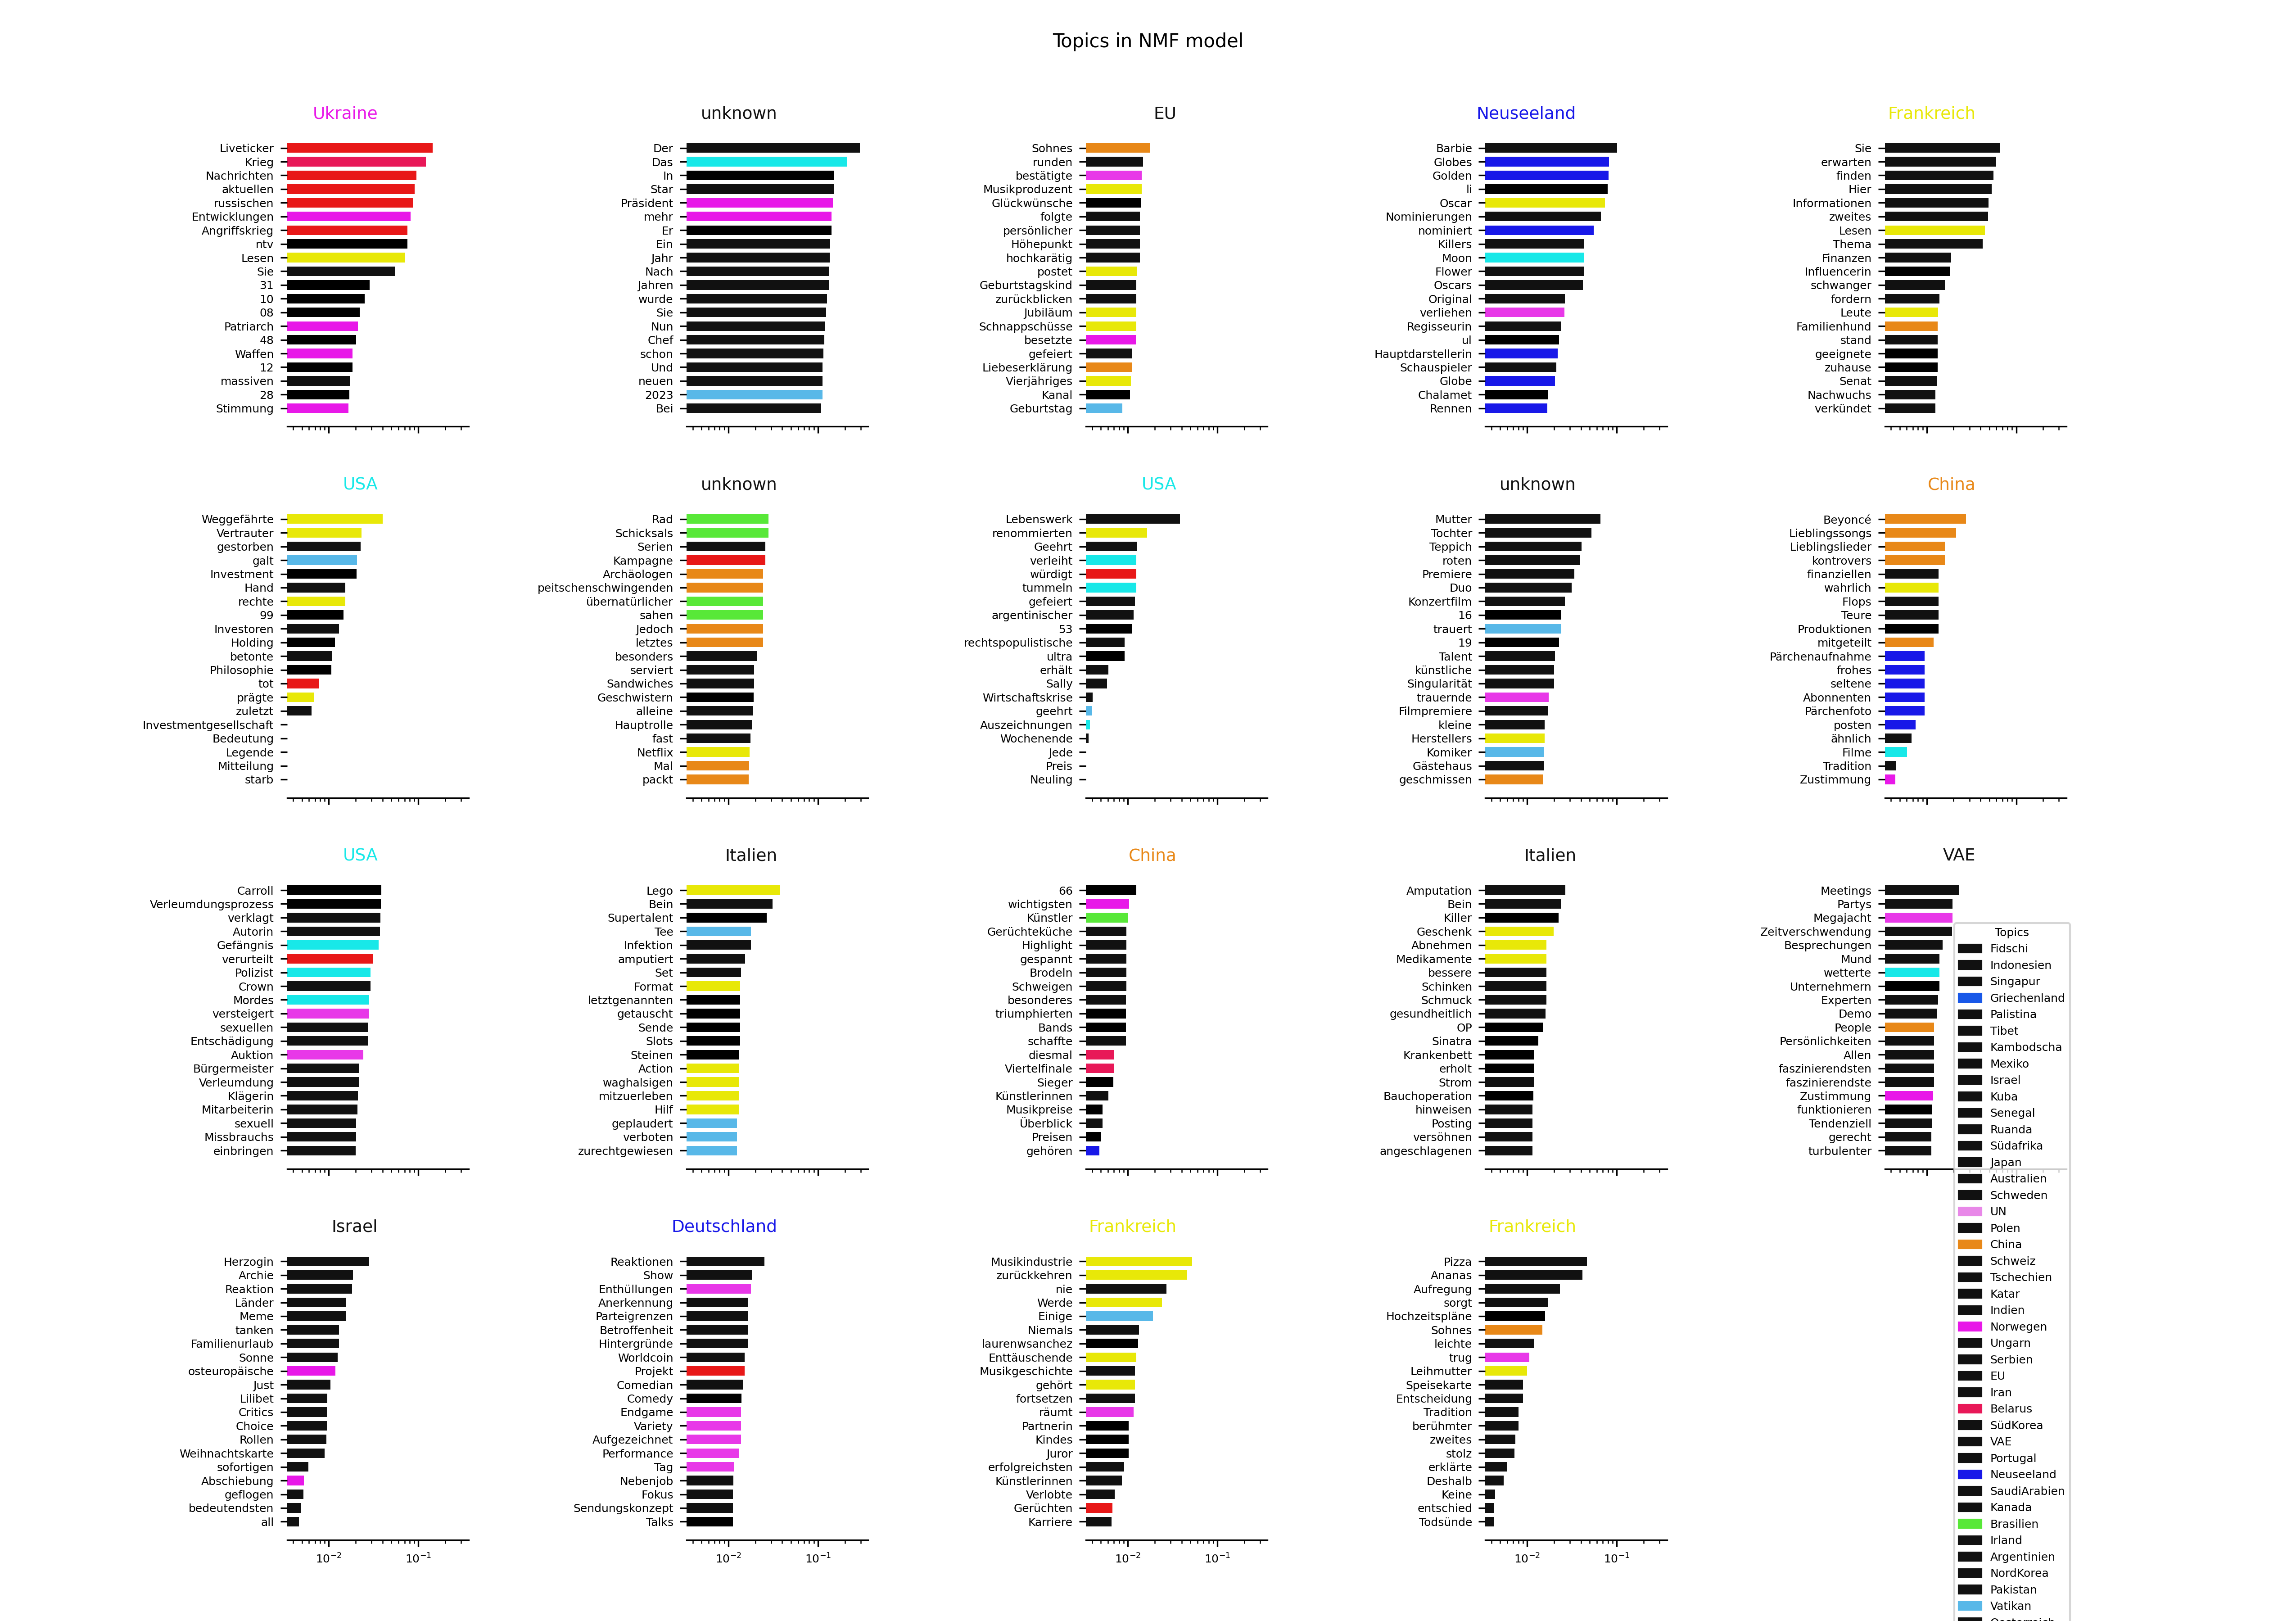 Topics in NMF model
Ukraine
Liveticker
Krieg
Nachrichten
aktuellen
russischen
Entwicklungen
Angriffskrieg
ntv
Lesen
Sie
31
10
08
Patriarch
48
Waffen
12
massiven
28
Stimmung
unknown
Der
Das
In
Star
Präsident
mehr
Er
Ein
Jahr
Nach
Jahren
wurde
Sie
Nun
Chef
schon
Und
neuen
2023
Bei
EU
Sohnes
runden
bestätigte
Musikproduzent
Glückwünsche
folgte
persönlicher
Höhepunkt
hochkarätig
postet
Geburtstagskind
zurückblicken
Jubiläum
Schnappschüsse
besetzte
gefeiert
Liebeserklärung
Vierjähriges
Kanal
Geburtstag
Neuseeland
Barbie
Globes
Golden
li
Oscar
Nominierungen
nominiert
Killers
Moon
Flower
Oscars
Original
verliehen
Regisseurin
ul
Hauptdarstellerin
Schauspieler
Globe
Chalamet
Rennen
Frankreich
Sie
erwarten
finden
Hier
Informationen
zweites
Lesen
Thema
Finanzen
Influencerin
schwanger
fordern
Leute
Familienhund
stand
geeignete
zuhause
Senat
Nachwuchs
verkündet
USA
Weggefährte
Vertrauter
gestorben
galt
Investment
Hand
rechte
99
Investoren
Holding
betonte
Philosophie
tot
prägte
zuletzt
Investmentgesellschaft
Bedeutung
Legende
Mitteilung
starb
unknown
Rad
Schicksals
Serien
Kampagne
Archäologen
peitschenschwingenden
übernatürlicher
sahen
Jedoch
letztes
besonders
serviert
Sandwiches
Geschwistern
alleine
Hauptrolle
fast
Netflix
Mal
packt
USA
Lebenswerk
renommierten
Geehrt
verleiht
würdigt
tummeln
gefeiert
argentinischer
53
rechtspopulistische
ultra
erhält
Sally
Wirtschaftskrise
geehrt
Auszeichnungen
Wochenende
Jede
Preis
Neuling
unknown
Mutter
Tochter
Teppich
roten
Premiere
Duo
Konzertfilm
16
trauert
19
Talent
künstliche
Singularität
trauernde
Filmpremiere
kleine
Herstellers
Komiker
Gästehaus
geschmissen
China
Beyoncé
Lieblingssongs
Lieblingslieder
kontrovers
finanziellen
wahrlich
Flops
Teure
Produktionen
mitgeteilt
Pärchenaufnahme
frohes
seltene
Abonnenten
Pärchenfoto
posten
ähnlich
Filme
Tradition
Zustimmung
USA
Carroll
Verleumdungsprozess
verklagt
Autorin
Gefängnis
verurteilt
Polizist
Crown
Mordes
versteigert
sexuellen
Entschädigung
Auktion
Bürgermeister
Verleumdung
Klägerin
Mitarbeiterin
sexuell
Missbrauchs
einbringen
Italien
Lego
Bein
Supertalent
Tee
Infektion
amputiert
Set
Format
letztgenannten
getauscht
Sende
Slots
Steinen
Action
waghalsigen
mitzuerleben
Hilf
geplaudert
verboten
zurechtgewiesen
China
66
wichtigsten
Künstler
Gerüchteküche
Highlight
gespannt
Brodeln
Schweigen
besonderes
triumphierten
Bands
schaffte
diesmal
Viertelfinale
Sieger
Künstlerinnen
Musikpreise
Überblick
Preisen
gehören
Italien
Amputation
Bein
Killer
Geschenk
Abnehmen
Medikamente
bessere
Schinken
Schmuck
gesundheitlich
OP
Sinatra
Krankenbett
erholt
Strom
Bauchoperation
hinweisen
Posting
versöhnen
angeschlagenen
VAE
Meetings
Partys
Megajacht
Zeitverschwendung
Besprechungen
Mund
wetterte
Unternehmern
Experten
Demo
People
Persönlichkeiten
Allen
faszinierendsten
faszinierendste
Zustimmung
funktionieren
Tendenziell
gerecht
turbulenter
Israel
Herzogin
Archie
Reaktion
Länder
Meme
tanken
Familienurlaub
Sonne
osteuropäische
Just
Lilibet
Critics
Choice
Rollen
Weihnachtskarte
sofortigen
Abschiebung
geflogen
bedeutendsten
all
10⁻² 10⁻¹
Deutschland
Reaktionen
Show
Enthüllungen
Anerkennung
Parteigrenzen
Betroffenheit
Hintergründe
Worldcoin
Projekt
Comedian
Comedy
Endgame
Variety
Aufgezeichnet
Performance
Tag
Nebenjob
Fokus
Sendungskonzept
Talks
10⁻² 10⁻¹
Frankreich
Musikindustrie
zurückkehren
nie
Werde
Einige
Niemals
laurenwsanchez
Enttäuschende
Musikgeschichte
gehört
fortsetzen
räumt
Partnerin
Kindes
Juror
erfolgreichsten
Künstlerinnen
Verlobte
Gerüchten
Karriere
10⁻² 10⁻¹
Frankreich
Pizza
Ananas
Aufregung
sorgt
Hochzeitspläne
Sohnes
leichte
trug
Leihmutter
Speisekarte
Entscheidung
Tradition
berühmter
zweites
stolz
erklärte
Deshalb
Keine
entschied
Todsünde
10⁻² 10⁻¹
Topics
Fidschi
Indonesien
Singapur
Griechenland
Palistina
Tibet
Kambodscha
Mexiko
Israel
Kuba
Senegal
Ruanda
Südafrika
Japan
Australien
Schweden
UN
Polen
China
Schweiz
Tschechien
Katar
Indien
Norwegen
Ungarn
Serbien
EU
Iran
Belarus
SüdKorea
VAE
Portugal
Neuseeland
SaudiArabien
Kanada
Brasilien
Irland
Argentinien
NordKorea
Pakistan
Vatikan